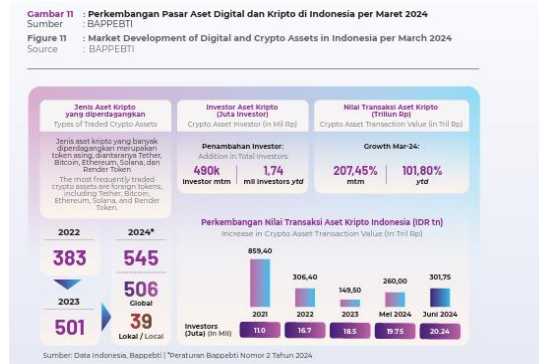 Gambar 11 : Perkembangan Pasar Aset Digital dan Kripto di Indonesia per Maret 2024
Sumber : BAPPEBTI
Figure 11 : Market Development of Digital and Crypto Assets in Indonesia per March 2024
Source : BAPPEBTI
Jenis Aset Kripto
yang diperdagangkan
Types of Traded Crypto Assets
Jenis aset kripto yang banyak
diperdagangkan merupakan
token asing, diantaranya Tether,
Bitcoin, Ethereum, Solana, dan
Render Token
The most frequently traded
crypto assets are foreign tokens,
including Tether, Bitcoin,
Ethereum, Solana, and Render
Token.
2022
383
2023
501
2024*
545
506
Global
39
Lokal / Local
Investor Aset Kripto
(Juta Investor)
Crypto Asset Investor (in Mil Rp)
Penambahan Investor:
Addition in Total Investors:
490k
Investor mtm
1,74
mil investors ytd
Nilai Transaksi Aset Kripto
(Triliun Rp)
Crypto Asset Transaction Value (in Tril Rp)
Growth Mar-24:
207,45%
mtm
101,80%
ytd
Perkembangan Nilai Transaksi Aset Kripto Indonesia (IDR tn)
Increase in Crypto Asset Transaction Value (in Tril Rp)
859,40
306,40
149,50
260,00
301,75
2021
2022
2023
Mei 2024
Juni 2024
Investors
(Juta) (In Mil)
11.0
16.7
18.5
19.75
20.24
Sumber: Data Indonesia, Bappebti | *Peraturan Bappebti Nomor 2 Tahun 2024